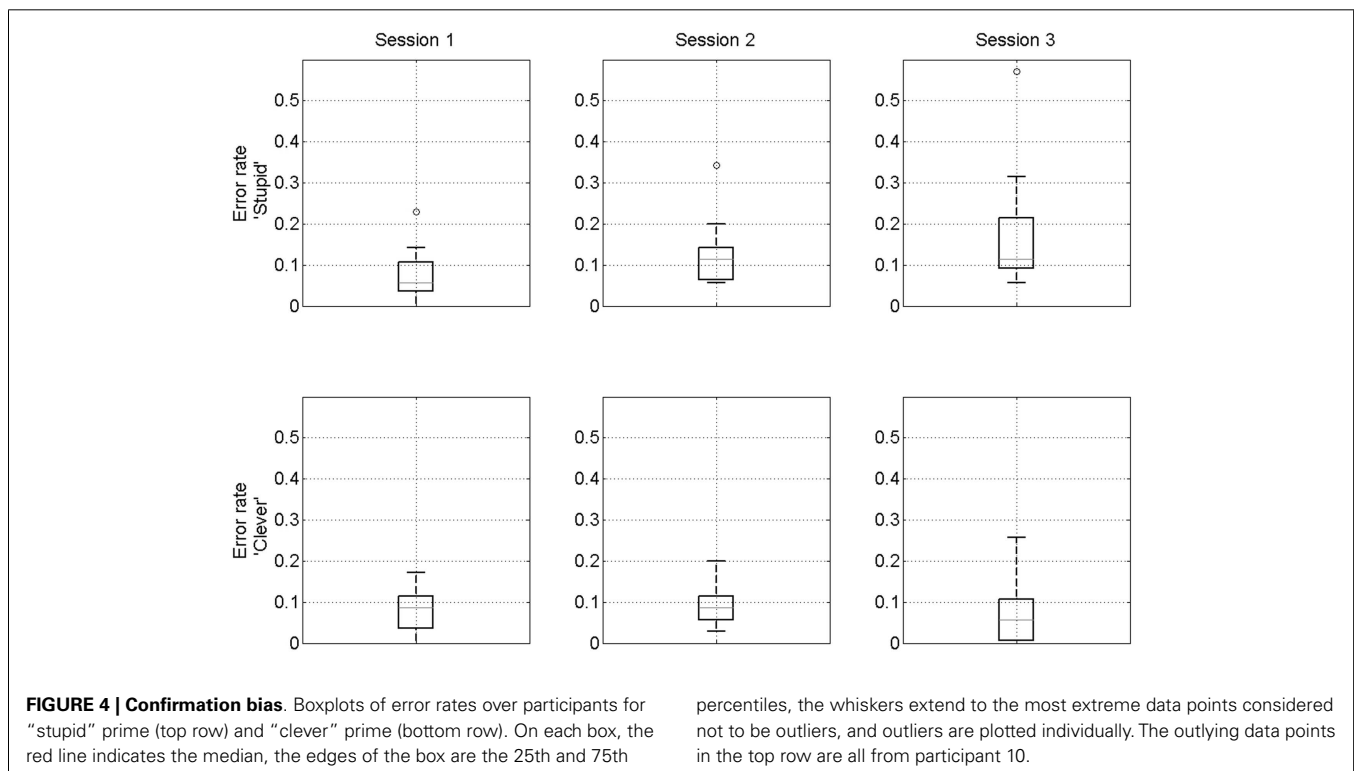 Session 1
Session 2
Session 3
Error rate
'Stupid'
0.5
0.4
0.3
0.2
0.1
0
0.5
0.4
0.3
0.2
0.1
0
0.5
0.4
0.3
0.2
0.1
0
Error rate
'Clever'
0.5
0.4
0.3
0.2
0.1
0
0.5
0.4
0.3
0.2
0.1
0
0.5
0.4
0.3
0.2
0.1
0
FIGURE 4 | Confirmation bias. Boxplots of error rates over participants for
"stupid" prime (top row) and "clever" prime (bottom row). On each box, the
red line indicates the median, the edges of the box are the 25th and 75th
percentiles, the whiskers extend to the most extreme data points considered
not to be outliers, and outliers are plotted individually. The outlying data points
in the top row are all from participant 10.